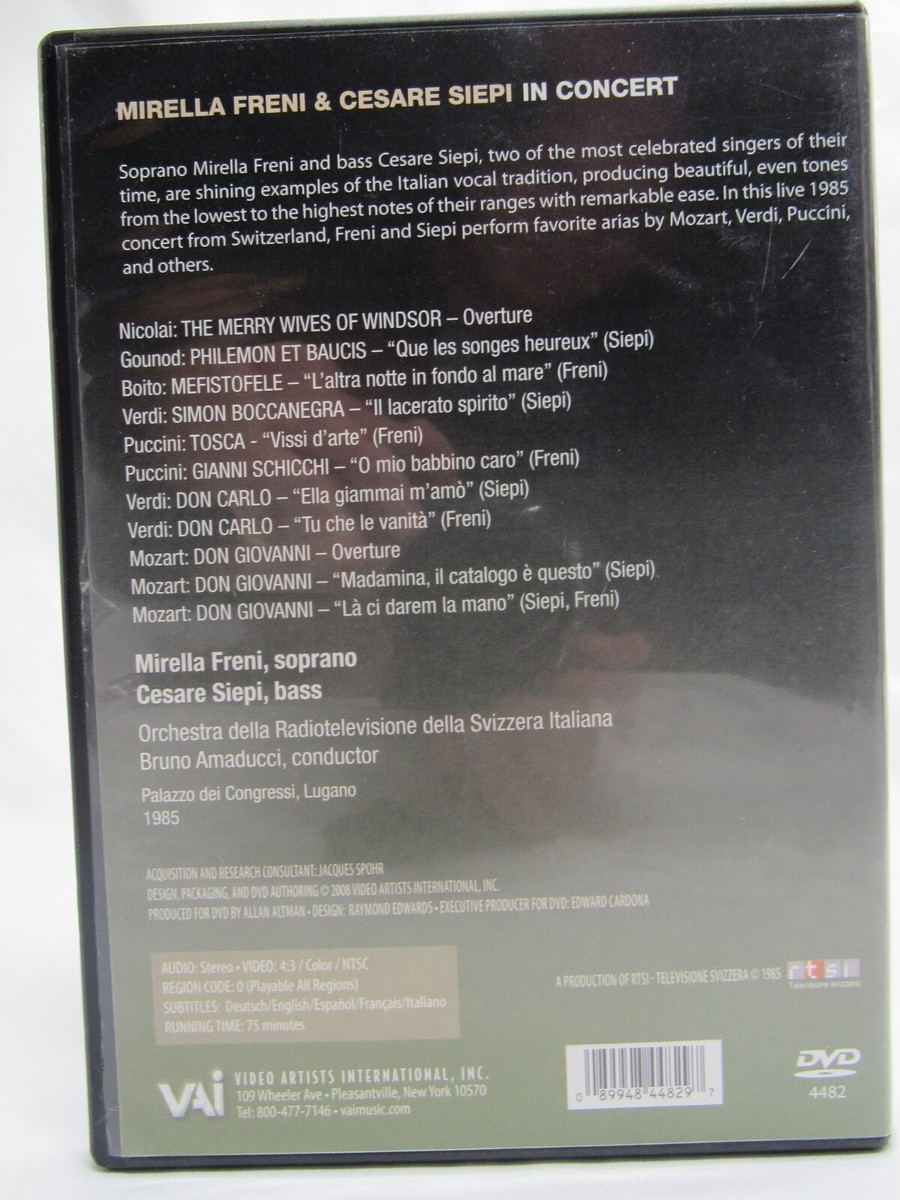 MIRELLA FRENI & CESARE SIEPI IN CONCERT
Soprano Mirella Freni and bass Cesare Siepi, two of the most celebrated singers of their
time, are shining examples of the Italian vocal tradition, producing beautiful, even tones
from the lowest to the highest notes of their ranges with remarkable ease. In this live 1985
concert from Switzerland, Freni and Siepi perform favorite arias by Mozart, Verdi, Puccini,
and others.
Nicolai: THE MERRY WIVES OF WINDSOR – Overture
Gounod: PHILEMON ET BAUCIS – “Que les songes heureux” (Siepi)
Boito: MEFISTOFELE – “L’altra notte in fondo al mare” (Freni)
Verdi: SIMON BOCCANEGRA – “Il lacerato spirito” (Siepi)
Puccini: TOSCA - “Vissi d’arte” (Freni)
Puccini: GIANNI SCHICCHI – “O mio babbino caro” (Freni)
Verdi: DON CARLO – “Ella giammai m’amò” (Siepi)
Verdi: DON CARLO – “Tu che le vanità” (Freni)
Mozart: DON GIOVANNI – Overture
Mozart: DON GIOVANNI – “Madamina, il catalogo è questo” (Siepi)
Mozart: DON GIOVANNI – “Là ci darem la mano” (Siepi, Freni)
Mirella Freni, soprano
Cesare Siepi, bass
Orchestra della Radiotelevisione della Svizzera Italiana
Bruno Amaducci, conductor
Palazzo dei Congressi, Lugano
1985
ACQUISITION AND RESEARCH CONSULTANT: JACQUES SPOHR
DESIGN, PACKAGING, AND DVD AUTHORING © 2008 VIDEO ARTISTS INTERNATIONAL, INC.
PRODUCED FOR DVD BY ALLAN ALTMAN • DESIGN: RAYMOND EDWARDS • EXECUTIVE PRODUCER FOR DVD: EDWARD CARDONA
AUDIO: Stereo • VIDEO: 4:3 / Color / NTSC
REGION CODE: 0 (Playable All Regions)
SUBTITLES: Deutsch/English/Español/Français/Italiano
RUNNING TIME: 75 minutes
A PRODUCTION OF RTSI - TELEVISIONE SVIZZERA © 1985
rtsi
Televisione svizzera
VAI
VIDEO ARTISTS INTERNATIONAL, INC.
109 Wheeler Ave • Pleasantville, New York 10570
Tel: 800-477-7146 • vaimusic.com
0 89948 44829 7
DVD
4482